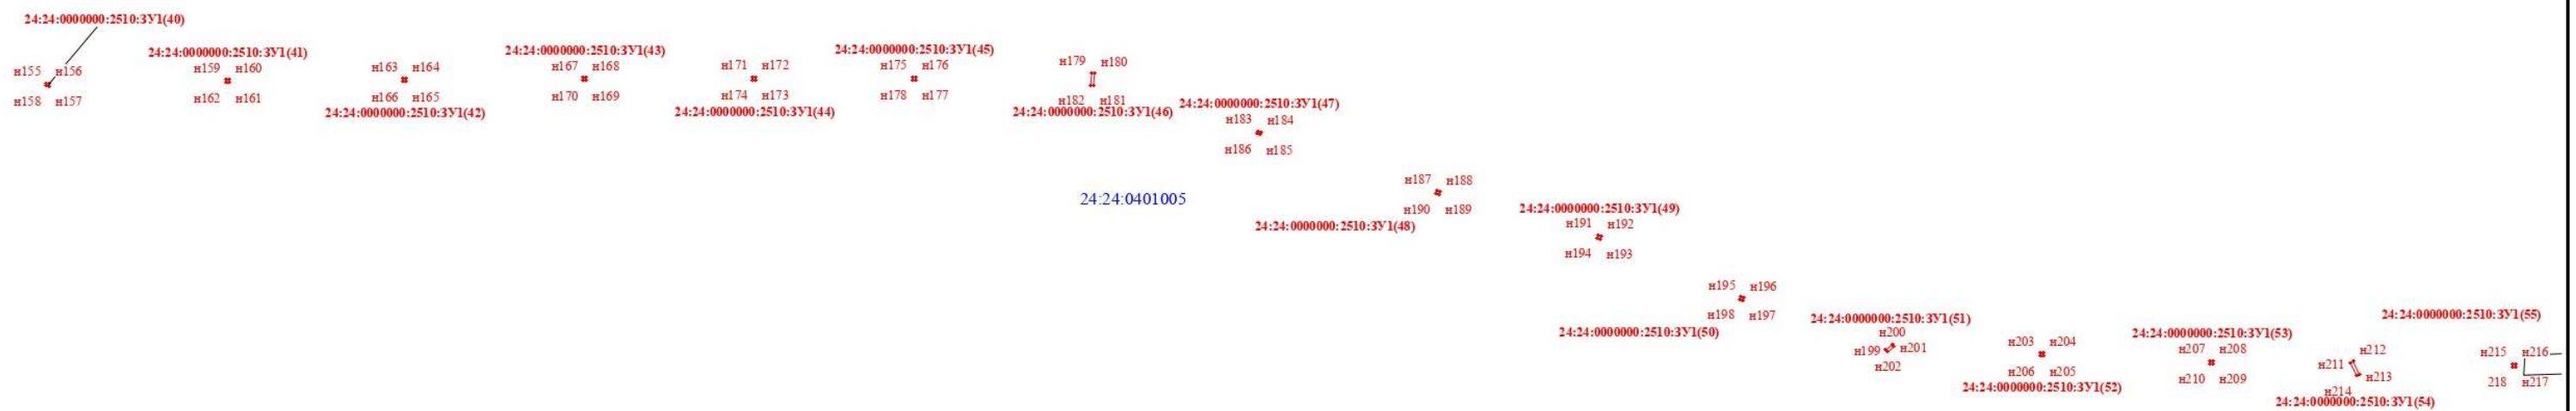 24:24:0000000:2510:ЗУ1(40)
н155 н156
н158 н157
24:24:0000000:2510:ЗУ1(41)
н159 н160
н162 н161
н163 н164
н166 н165
24:24:0000000:2510:ЗУ1(42)
24:24:0000000:2510:ЗУ1(43)
н167 н168
н170 н169
н171 н172
н174 н173
24:24:0000000:2510:ЗУ1(44)
24:24:0000000:2510:ЗУ1(45)
н175 н176
н178 н177
н179 н180
н182 н181
24:24:0000000:2510:ЗУ1(46)
24:24:0000000:2510:ЗУ1(47)
н183 н184
н186 н185
24:24:0401005
н187 н188
н190 н189
24:24:0000000:2510:ЗУ1(48)
24:24:0000000:2510:ЗУ1(49)
н191 н192
н194 н193
н195 н196
н198 н197
24:24:0000000:2510:ЗУ1(50)
24:24:0000000:2510:ЗУ1(51)
н200
н199 н201
н202
н203 н204
н206 н205
24:24:0000000:2510:ЗУ1(52)
24:24:0000000:2510:ЗУ1(53)
н207 н208
н210 н209
н212
н211
н213
н214
24:24:0000000:2510:ЗУ1(54)
24:24:0000000:2510:ЗУ1(55)
н215 н216
218 н217